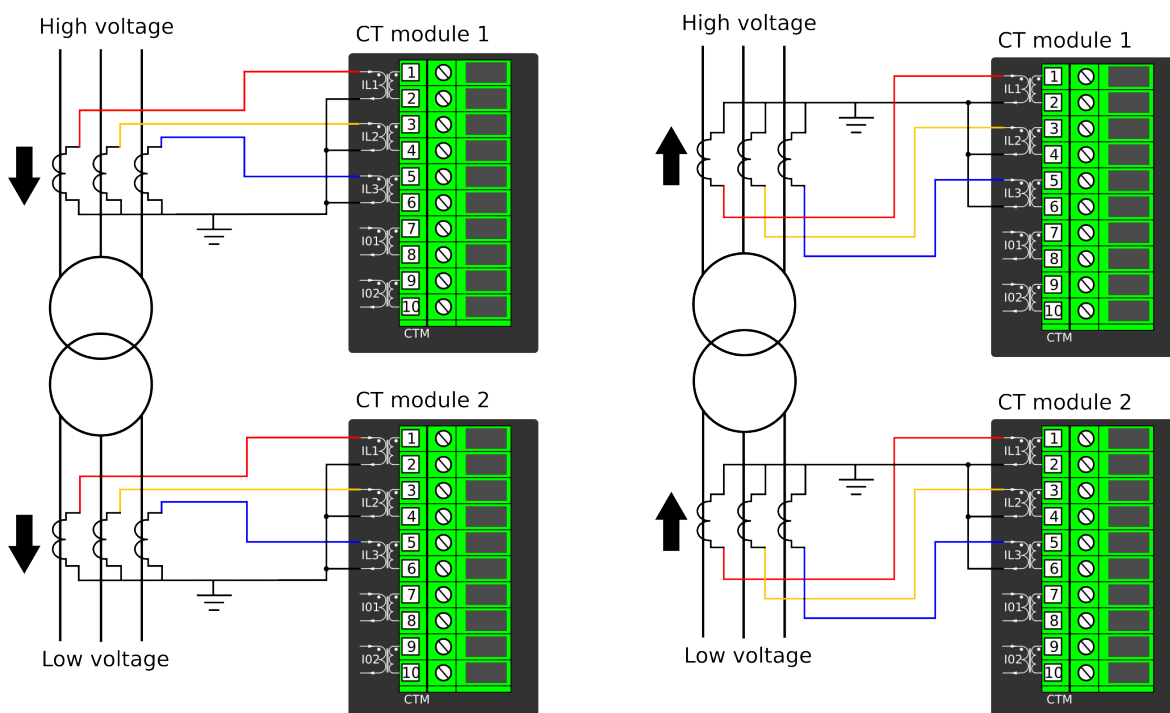 High voltage
CT module 1
IL1
1
2
IL2
3
4
IL3
5
6
I01
7
8
I02
9
10
CTM
CT module 2
IL1
1
2
IL2
3
4
IL3
5
6
I01
7
8
I02
9
10
CTM
Low voltage
High voltage
CT module 1
IL1
1
2
IL2
3
4
IL3
5
6
I01
7
8
I02
9
10
CTM
CT module 2
IL1
1
2
IL2
3
4
IL3
5
6
I01
7
8
I02
9
10
CTM
Low voltage